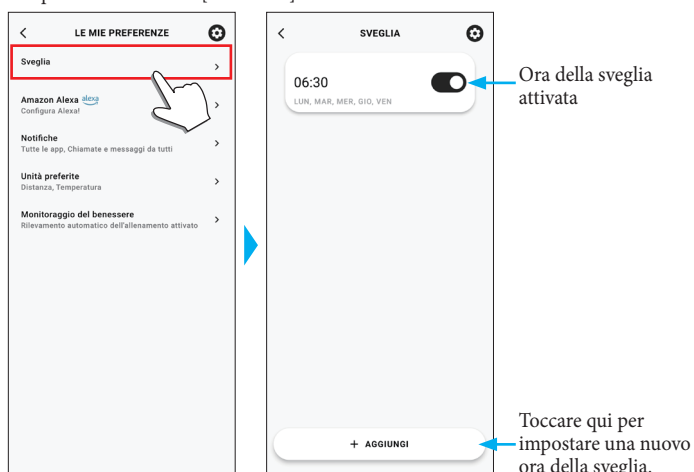 LE MIE PREFERENZE
Sveglia
Amazon Alexa alexa
Configura Alexa!
Notifiche
Tutte le app, Chiamate e messaggi da tutti
Unità preferite
Distanza, Temperatura
Monitoraggio del benessere
Rilevamento automatico dell'allenamento attivato
SVEGLIA
06:30
LUN, MAR, MER, GIO, VEN
+ AGGIUNGI
Ora della sveglia
attivata
Toccare qui per
impostare una nuovo
ora della sveglia.